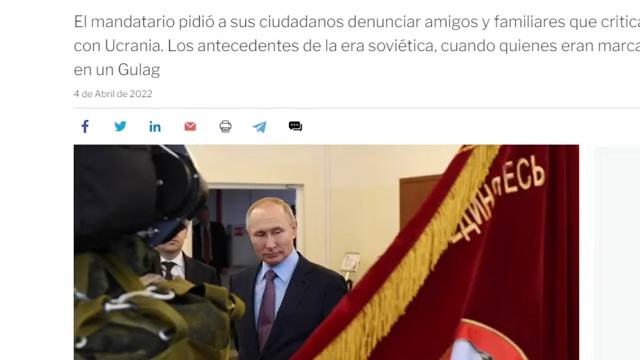 El mandatario pidió a sus ciudadanos denunciar amigos y familiares que critica
con Ucrania. Los antecedentes de la era soviética, cuando quienes eran marca
en un Gulag
4 de Abril de 2022
ЕСЬ